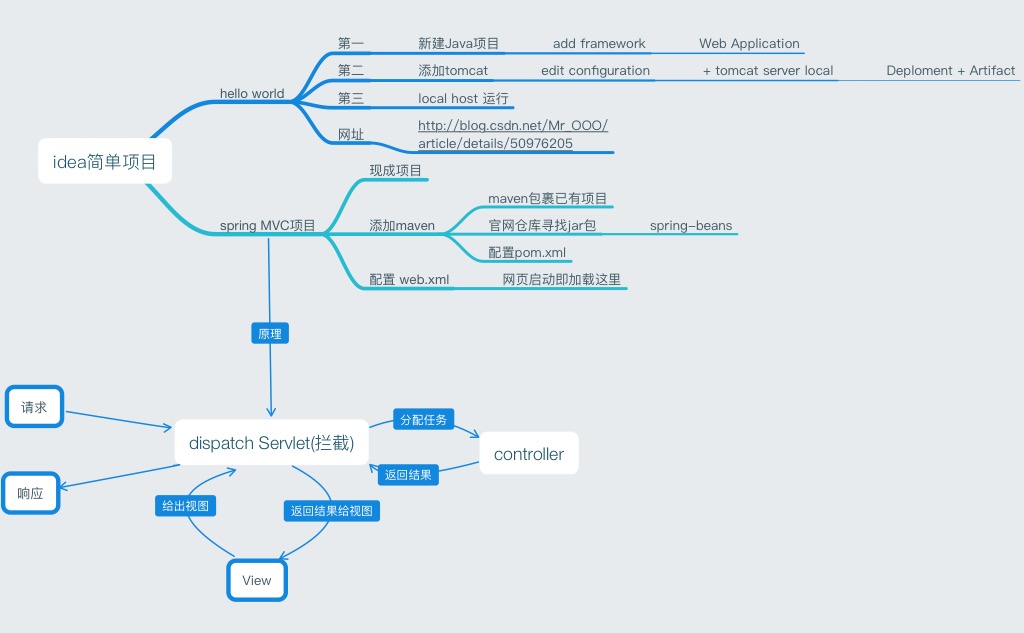 idea简单项目
hello world
第一
新建Java项目
add framework
Web Application
第二
添加tomcat
edit configuration
+ tomcat server local
Deploment + Artifact
第三
local host 运行
网址
http://blog.csdn.net/Mr_OOO/
article/details/50976205
spring MVC项目
现成项目
添加maven
maven包裹已有项目
官网仓库寻找jar包
spring-beans
配置pom.xml
配置 web.xml
网页启动即加载这里
原理
请求
dispatch Servlet(拦截)
分配任务
controller
返回结果
响应
给出视图
返回结果给视图
View